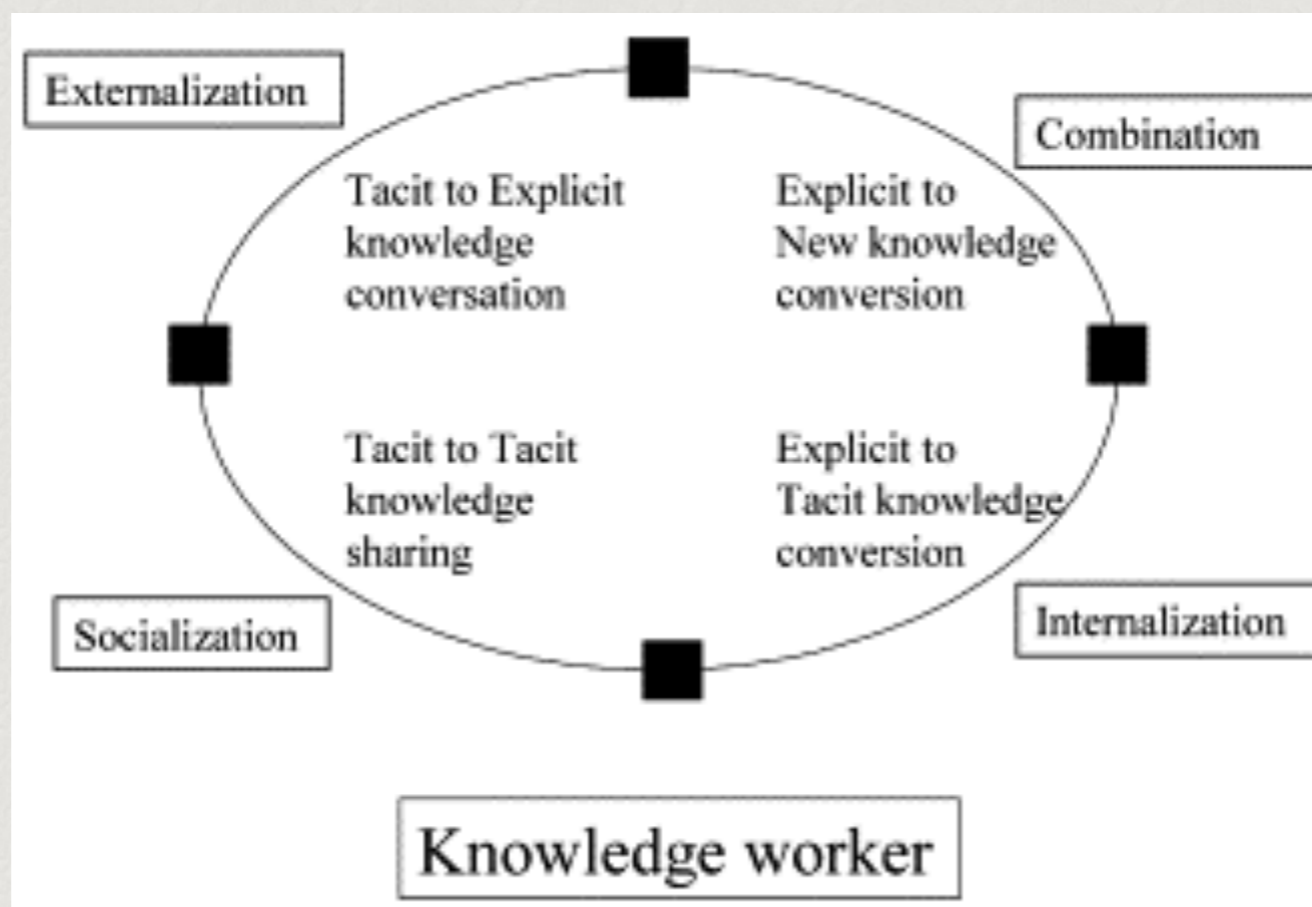 Externalization
Combination
Tacit to Explicit
knowledge
conversation
Explicit to
New knowledge
conversion
Tacit to Tacit
knowledge
sharing
Explicit to
Tacit knowledge
conversion
Socialization
Internalization
Knowledge worker